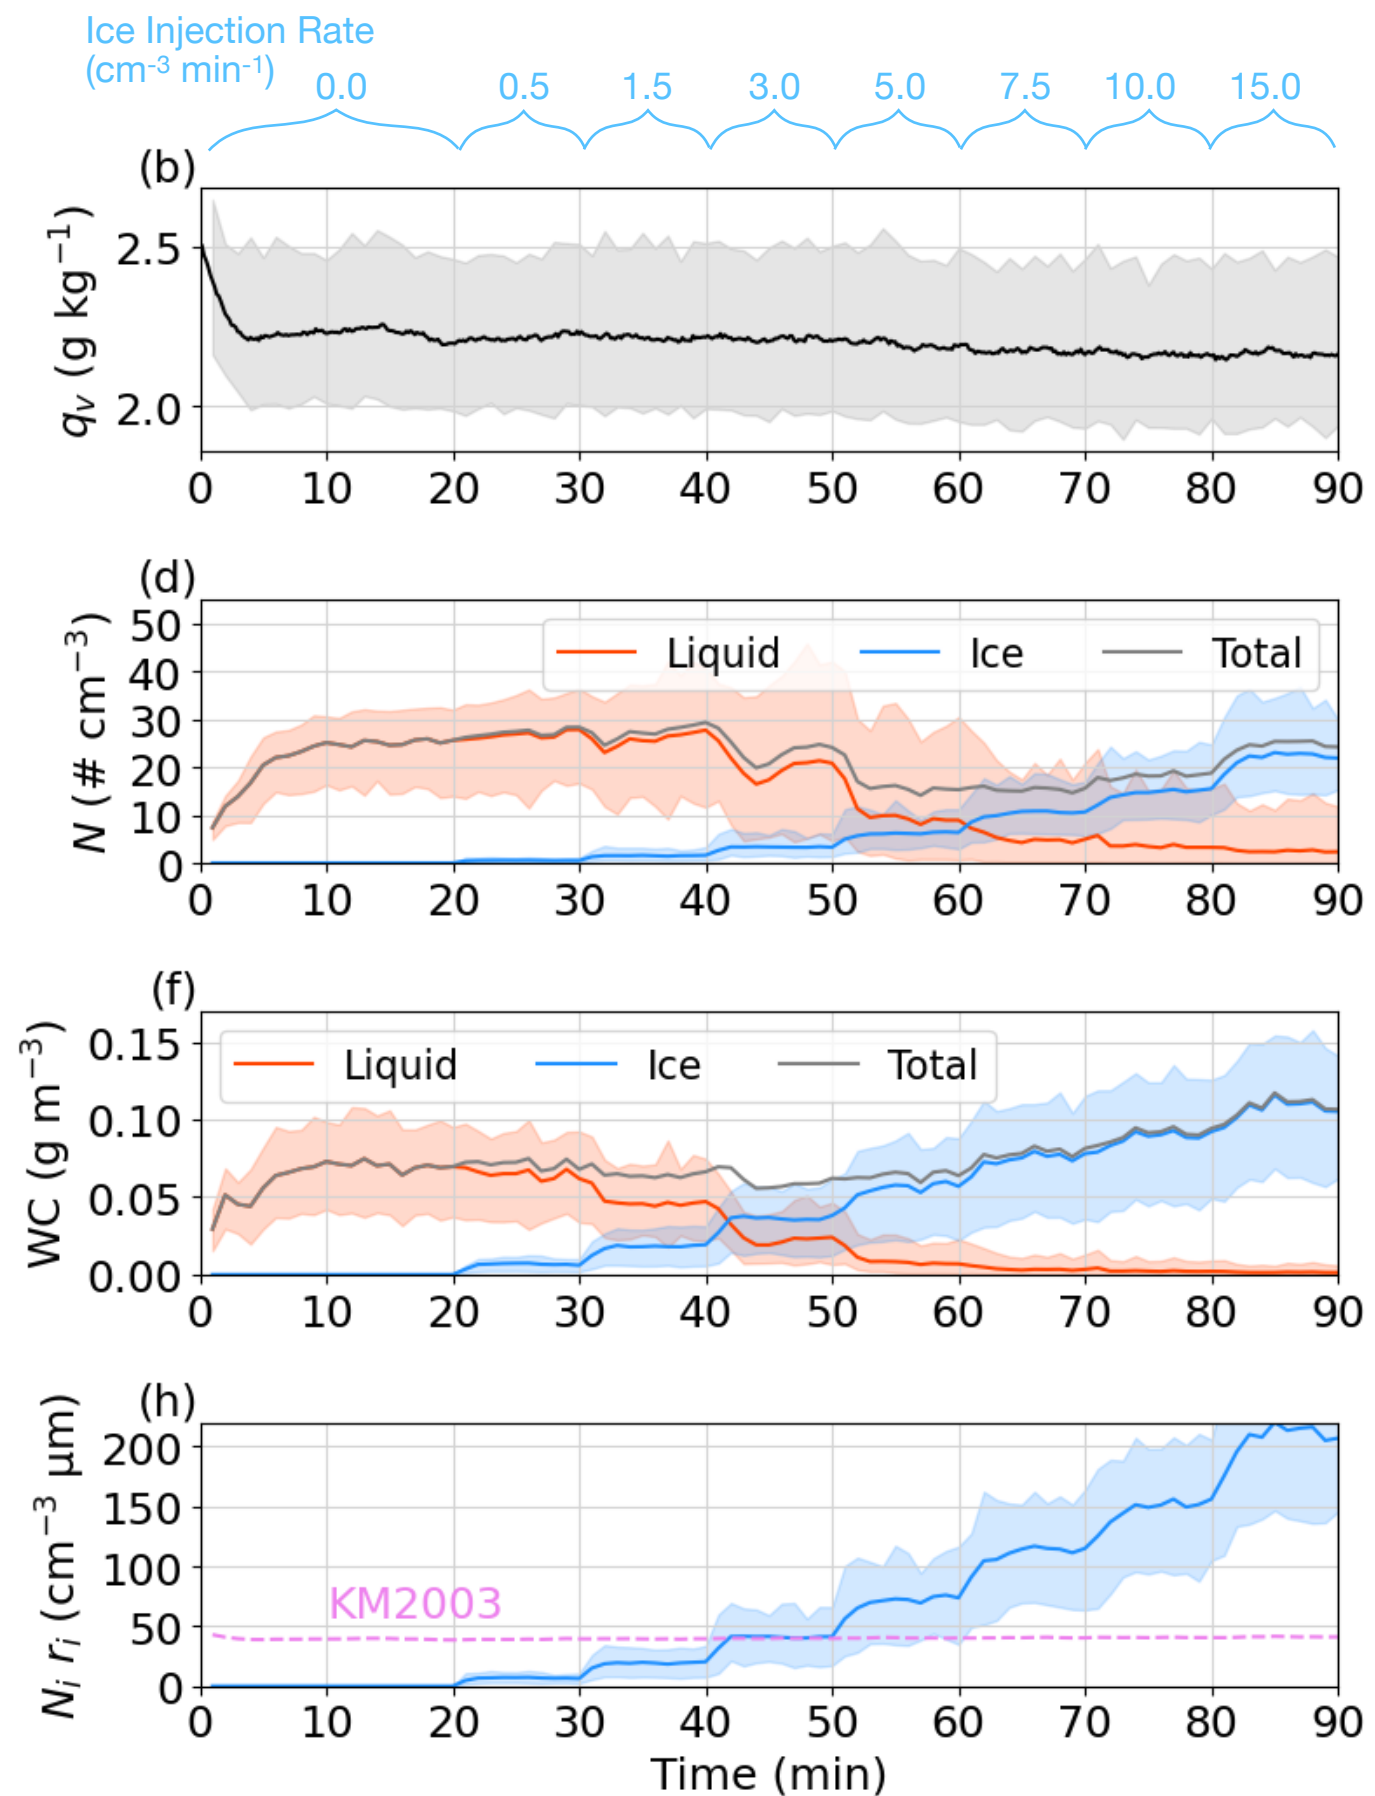 Ice Injection Rate
(cm-3 min-1)
0.0 0.5 1.5 3.0 5.0 7.5 10.0 15.0
(b)
qv (g kg−1)
2.5
2.0
0 10 20 30 40 50 60 70 80 90
(d)
N (# cm−3)
50
40
30
20
10
0
Liquid Ice Total
0 10 20 30 40 50 60 70 80 90
(f)
WC (g m−3)
0.15
0.10
0.05
0.00
Liquid Ice Total
0 10 20 30 40 50 60 70 80 90
(h)
Ni ri (cm−3 μm)
200
150
100
50
0
KM2003
0 10 20 30 40 50 60 70 80 90
Time (min)